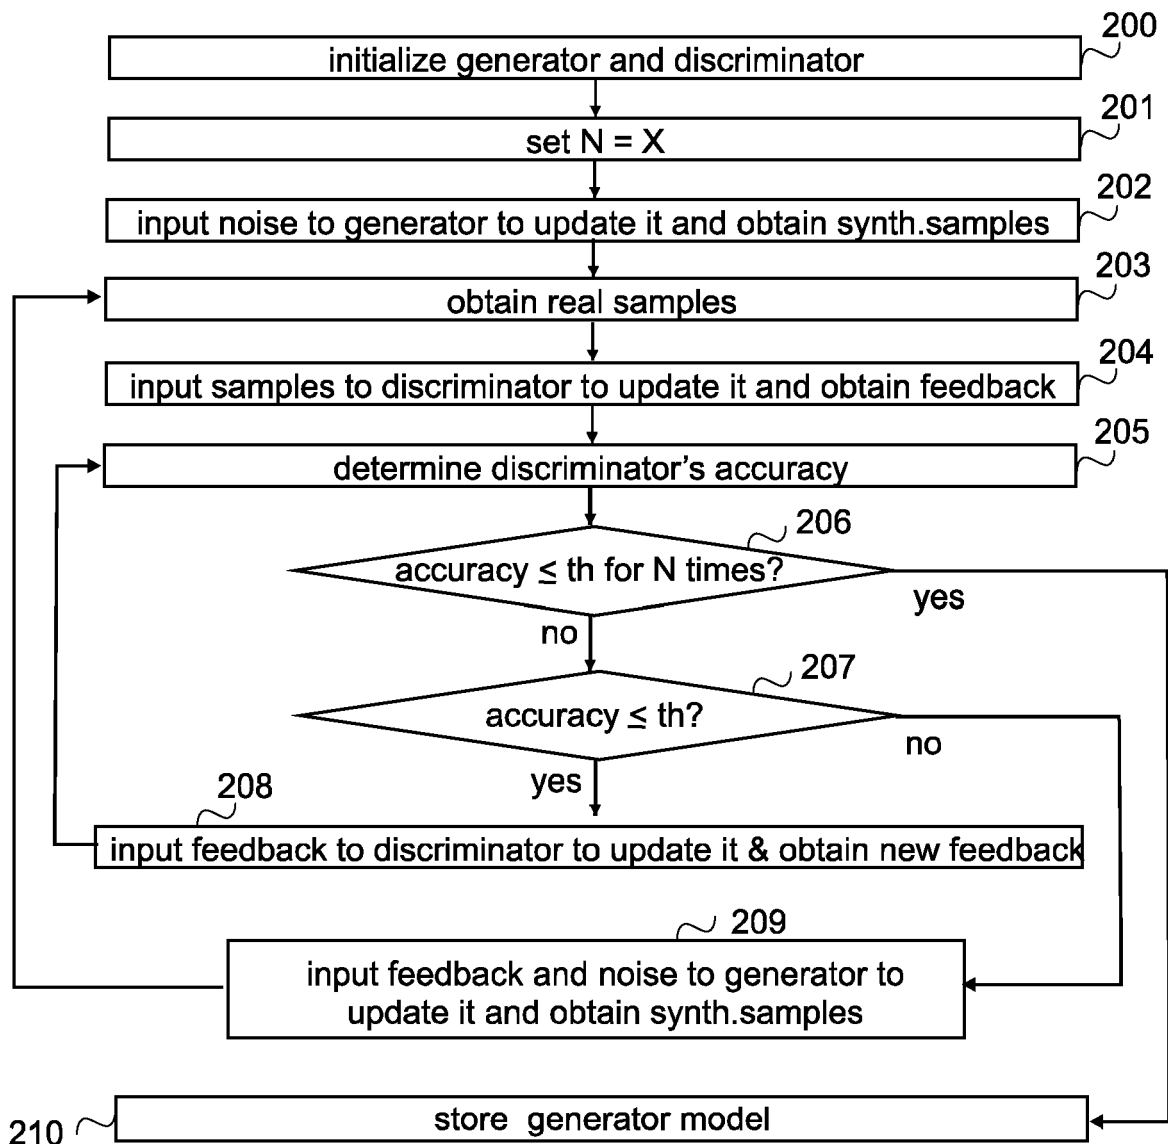 200
initialize generator and discriminator
201
set N = X
202
input noise to generator to update it and obtain synth.samples
203
obtain real samples
204
input samples to discriminator to update it and obtain feedback
205
determine discriminator’s accuracy
206
accuracy ≤ th for N times?
yes
no
207
accuracy ≤ th?
no
yes
208
input feedback to discriminator to update it & obtain new feedback
209
input feedback and noise to generator to
update it and obtain synth.samples
210
store generator model